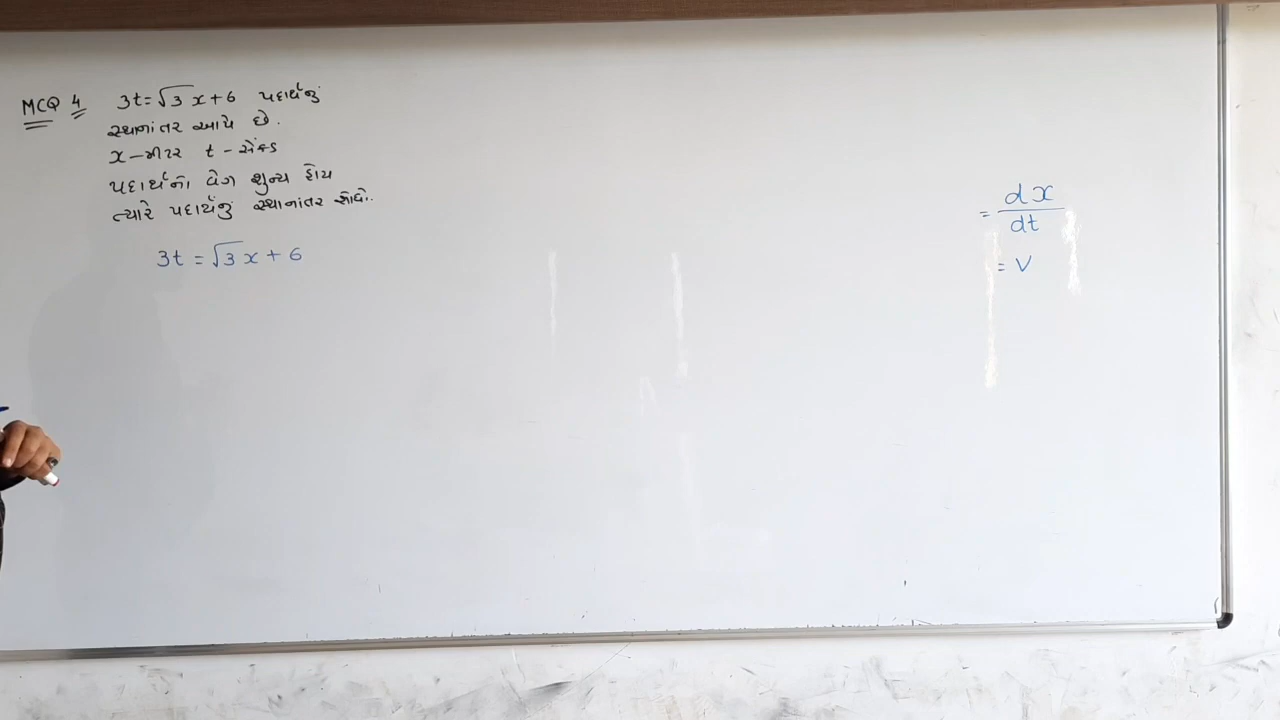 MCQ 4 3t = √3 x + 6 પદાર્થનું
સ્થાનાંતર આપે છે.
x – મીટર t – સેકંડ
પદાર્થનો વેગ શુન્ય હોય
ત્યારે પદાર્થનું સ્થાનાંતર શોધો.
3t = √3 x + 6
= dx
dt
= V